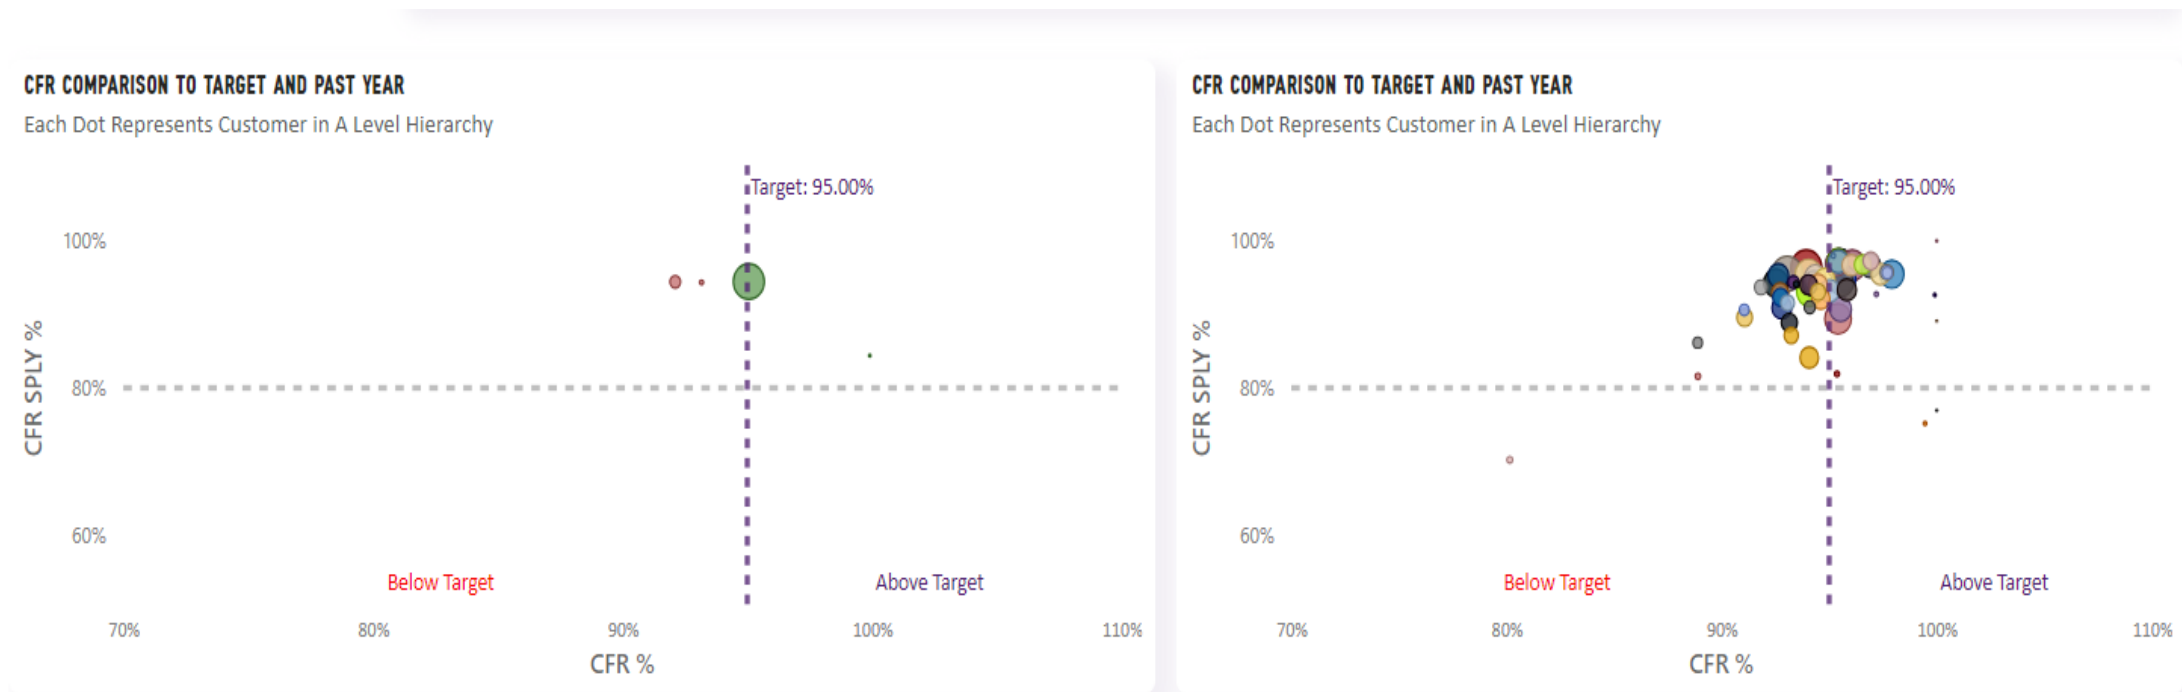 CFR COMPARISON TO TARGET AND PAST YEAR
Each Dot Represents Customer in A Level Hierarchy
Target: 95.00%
100%
80%
60%
CFR SPLY %
Below Target
Above Target
70%
80%
90%
100%
110%
CFR %
CFR COMPARISON TO TARGET AND PAST YEAR
Each Dot Represents Customer in A Level Hierarchy
Target: 95.00%
100%
80%
60%
CFR SPLY %
Below Target
Above Target
70%
80%
90%
100%
110%
CFR %